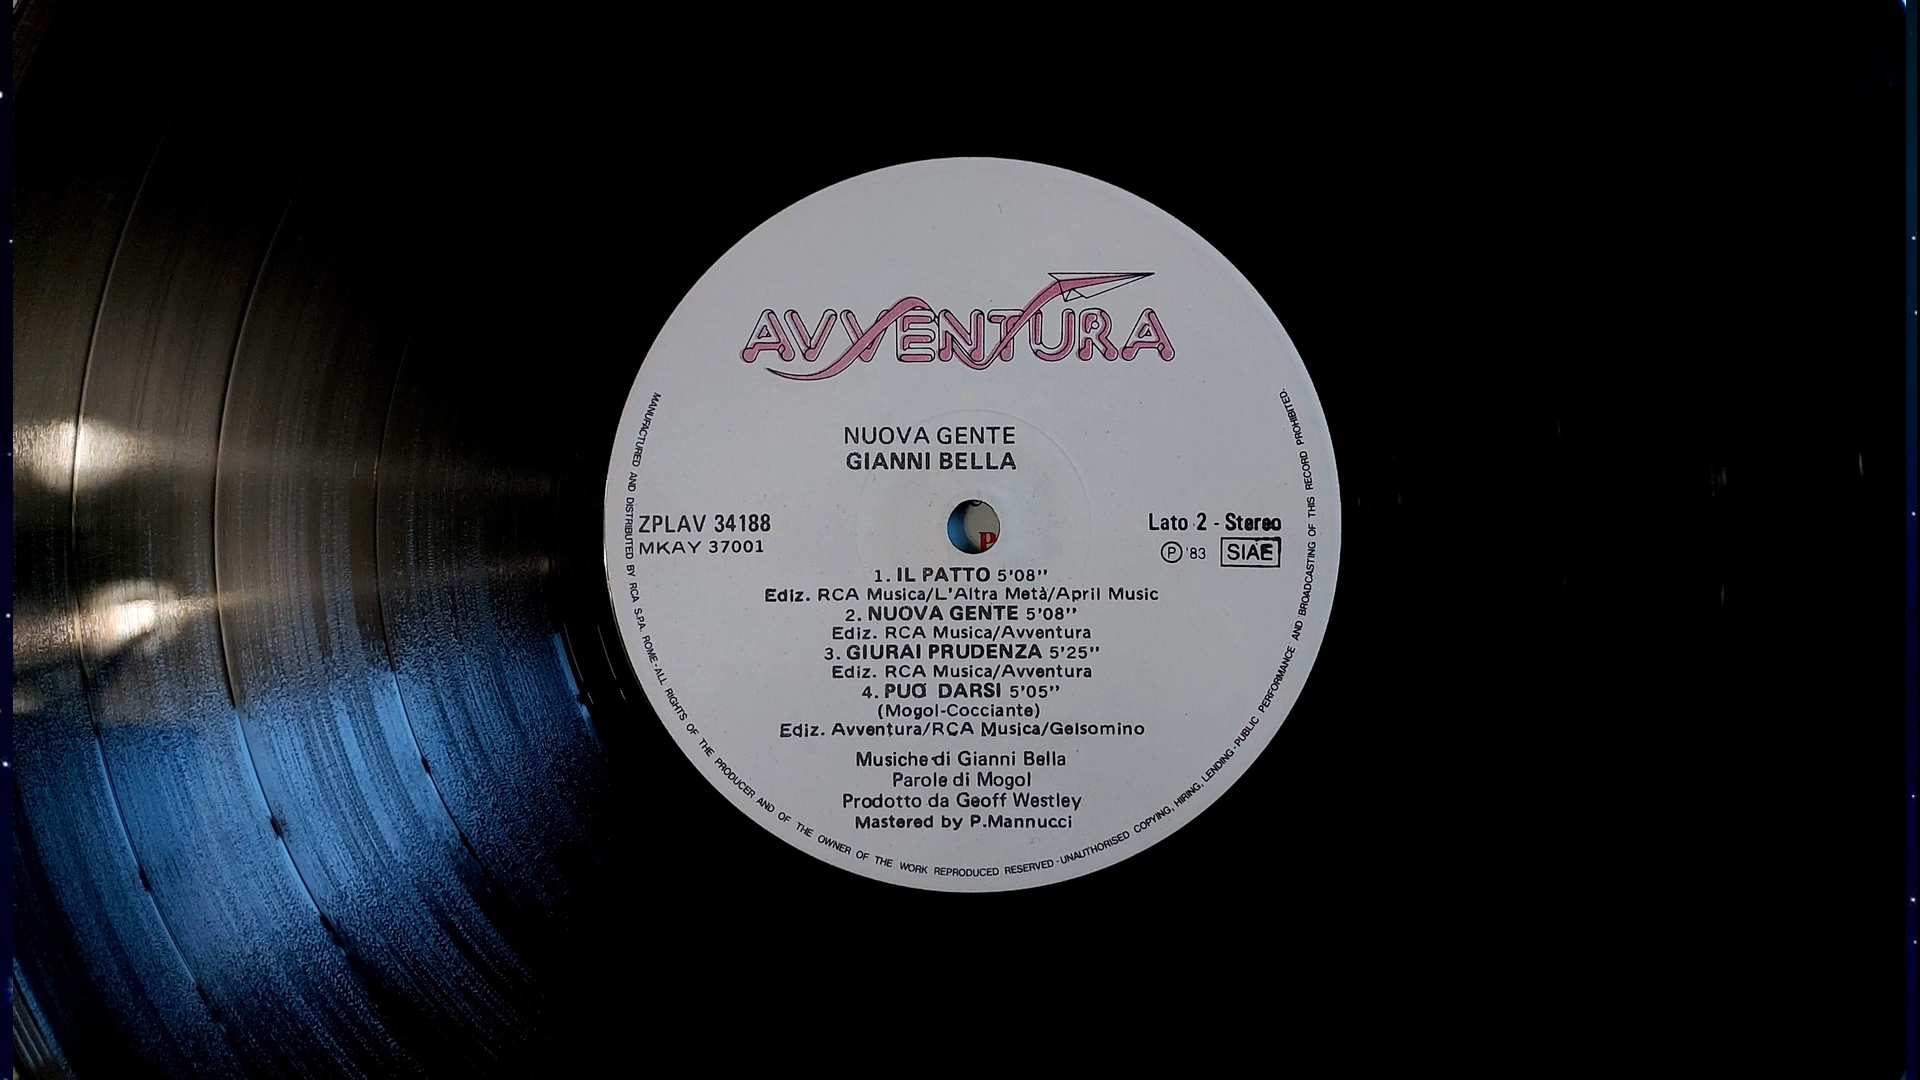 AVVENTURA
NUOVA GENTE
GIANNI BELLA
ZPLAV 34188
MKAY 37001
Lato 2 - Stereo
Ⓟ '83 SIAE
P
1. IL PATTO 5'08"
Ediz. RCA Musica/L'Altra Metà/April Music
2. NUOVA GENTE 5'08"
Ediz. RCA Musica/Avventura
3. GIURAI PRUDENZA 5'25"
Ediz. RCA Musica/Avventura
4. PUÓ DARSI 5'05"
(Mogol-Cocciante)
Ediz. Avventura/RCA Musica/Gelsomino
Musiche di Gianni Bella
Parole di Mogol
Prodotto da Geoff Westley
Mastered by P.Mannucci
MANUFACTURED AND DISTRIBUTED BY RCA S.P.A. ROME-ALL RIGHTS OF THE PRODUCER AND OF THE OWNER OF THE WORK REPRODUCED RESERVED-UNAUTHORISED COPYING, HIRING, LENDING-PUBLIC PERFORMANCE AND BROADCASTING OF THIS RECORD PROHIBITED.